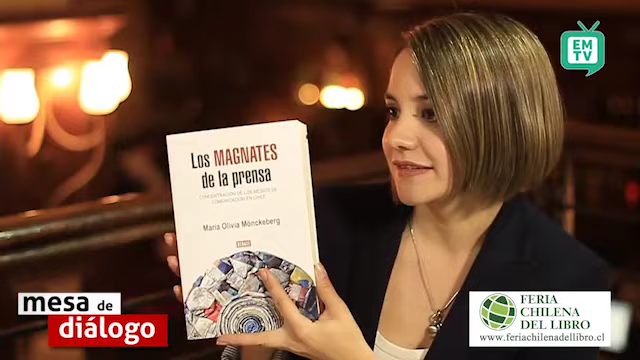 EM
TV
Los MAGNATES
de la prensa
CONCENTRACIÓN DE LOS MEDIOS DE
COMUNICACIÓN EN CHILE
María Olivia Mönckeberg
DEBATE
mesa de
diálogo
FERIA
CHILENA
DEL LIBRO
www.feriachilenadellibro.cl